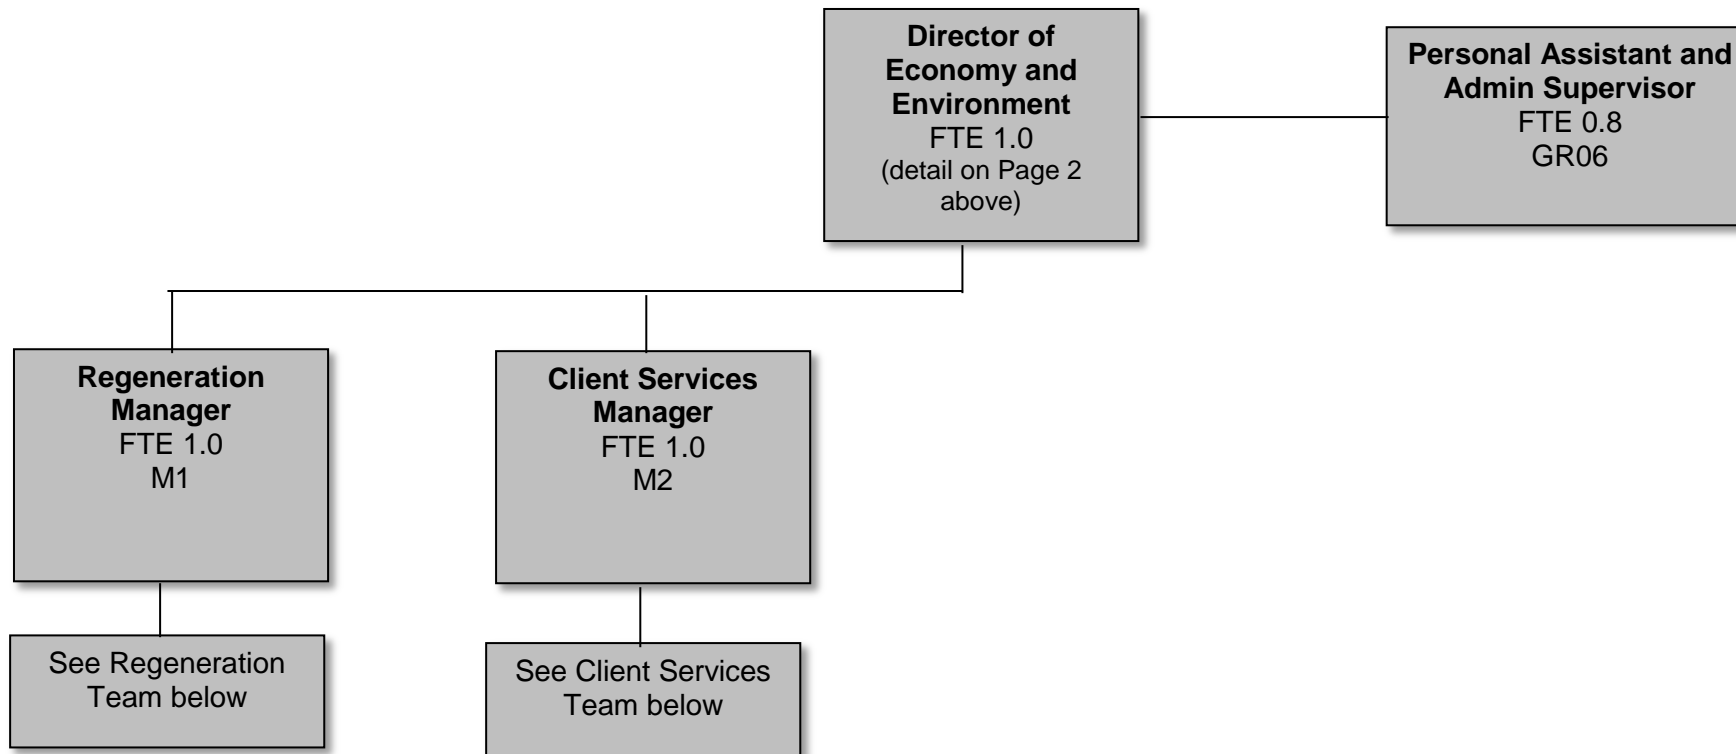 Director of
Economy and
Environment
FTE 1.0
(detail on Page 2
above)
Personal Assistant and
Admin Supervisor
FTE 0.8
GR06
Regeneration
Manager
FTE 1.0
M1
Client Services
Manager
FTE 1.0
M2
See Regeneration
Team below
See Client Services
Team below